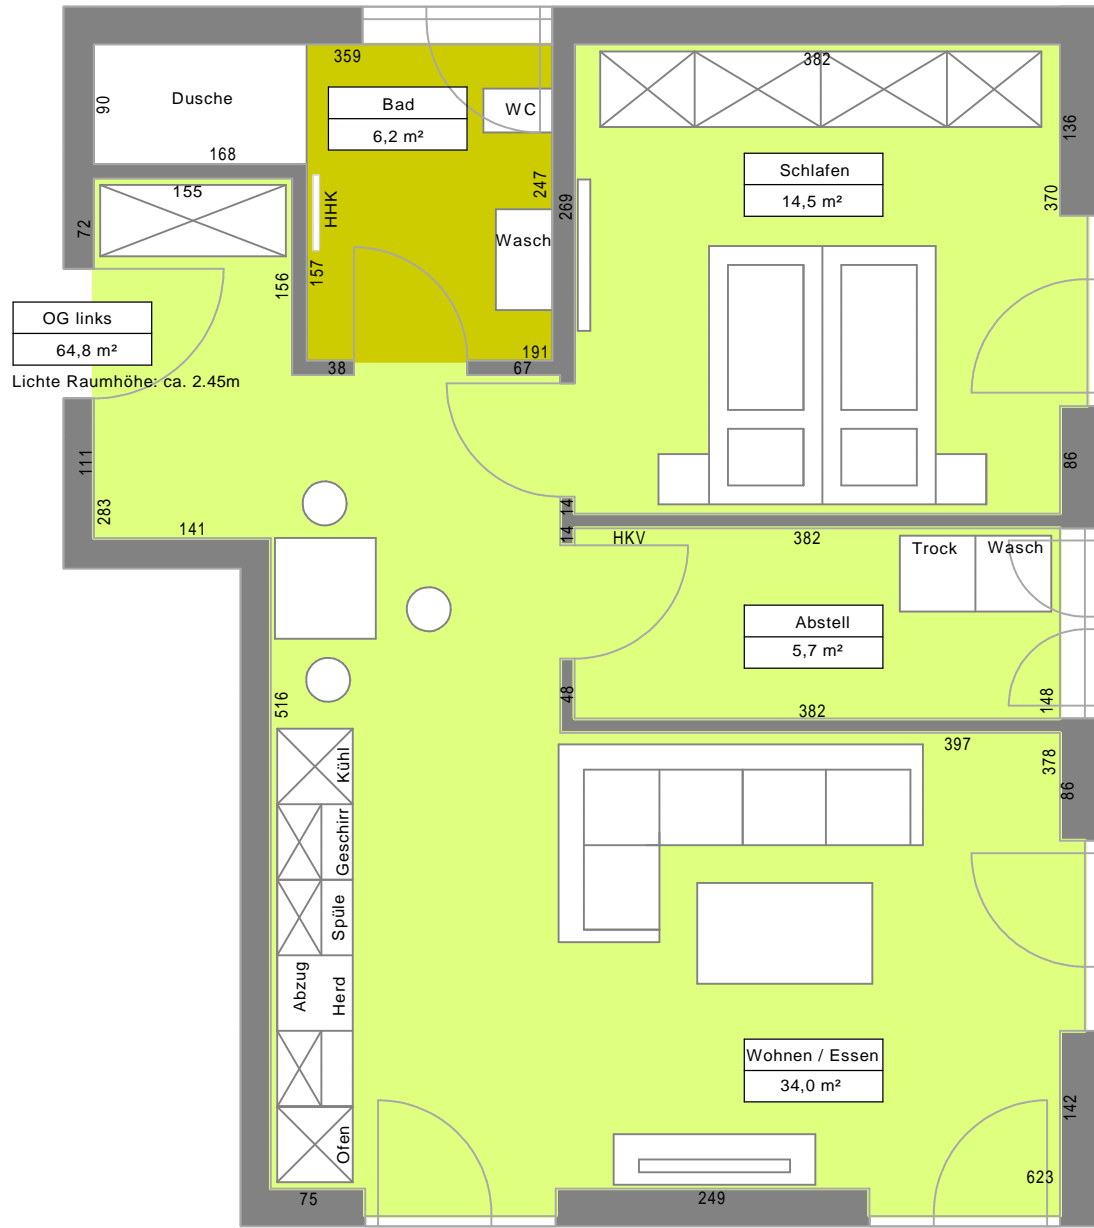 359
382
Dusche
90
Bad
6,2 m²
WC
136
168
Schlafen
14,5 m²
155
72
HHK
247
269
370
Wasch
156
157
OG links
64,8 m²
Lichte Raumhöhe: ca. 2.45m
191
38
67
111
86
283
141
14
14
HKV
382
Trock
Wasch
Abstell
5,7 m²
516
48
382
148
397
378
Kühl
86
Geschirr
Spüle
Abzug
Herd
Wohnen / Essen
34,0 m²
142
Ofen
623
75
249